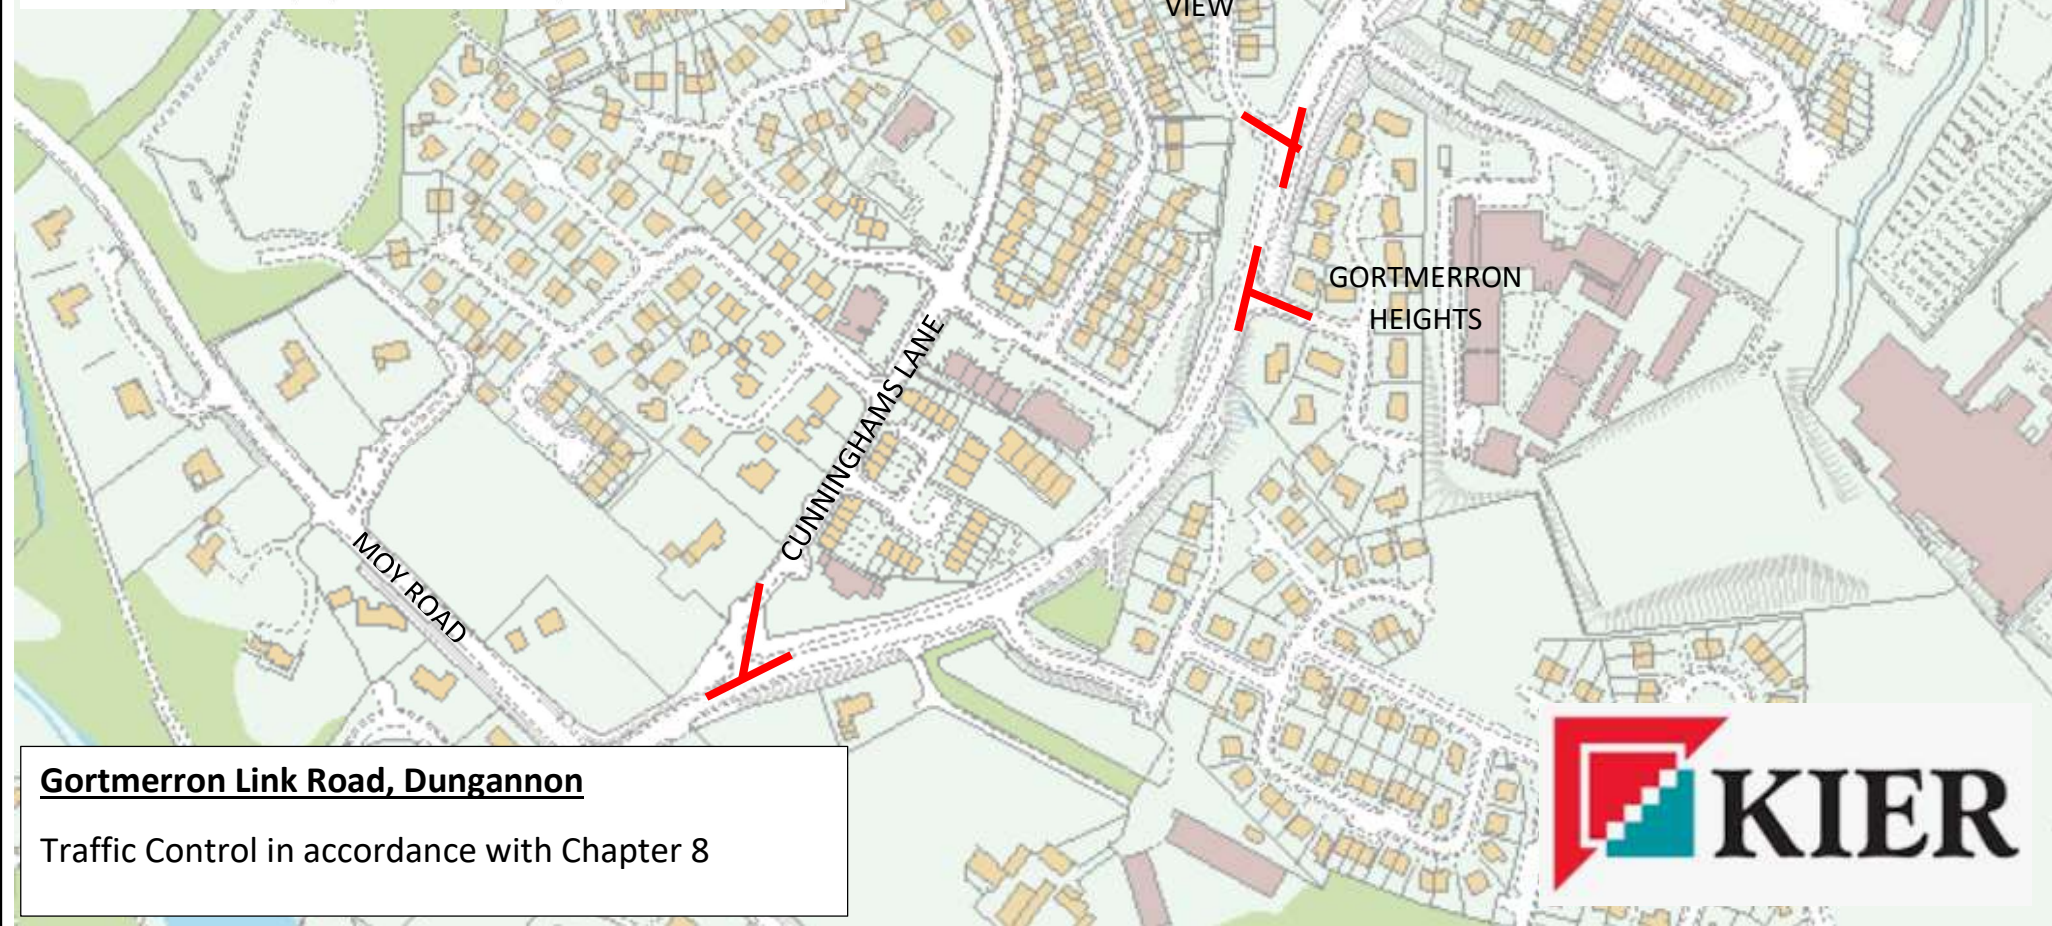 VIEW
GORTMERRON
HEIGHTS
CUNNINGHAMS LANE
MOY ROAD
Gortmerron Link Road, Dungannon
Traffic Control in accordance with Chapter 8
KIER